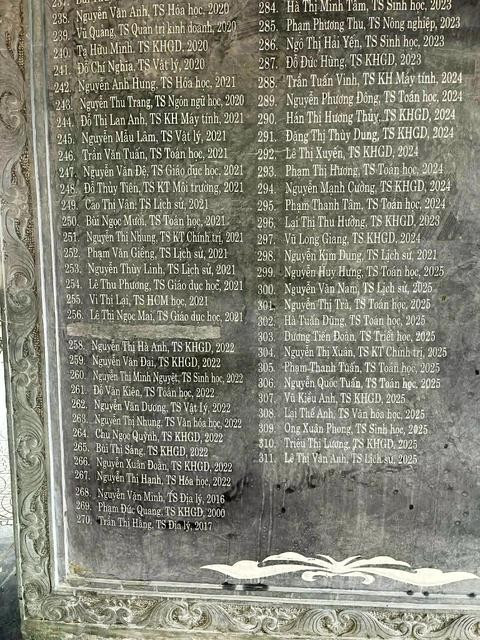 238. Nguyễn Văn Anh, TS Hóa học, 2020
239. Vũ Quang, TS Quản trị kinh doanh, 2020
240. Tạ Hữu Minh, TS KHGD, 2020
241. Đỗ Chí Nghĩa, TS Vật lý, 2020
242. Nguyễn Anh Hưng, TS Hóa học, 2021
243. Nguyễn Thu Trang, TS Ngôn ngữ học, 2020
244. Đỗ Thị Lan Anh, TS KH Máy tính, 2021
245. Nguyễn Mậu Lâm, TS Vật lý, 2021
246. Trần Văn Tuấn, TS Toán học, 2021
247. Nguyễn Văn Đệ, TS Giáo dục học, 2021
248. Đỗ Thủy Tiên, TS KT Môi trường, 2021
249. Cao Thị Vân, TS Lịch sử, 2021
250. Bùi Ngọc Mười, TS Toán học, 2021
251. Nguyễn Thị Nhung, TS KT Chính trị, 2021
252. Phạm Văn Giềng, TS Lịch sử, 2021
253. Nguyễn Thùy Linh, TS Lịch sử, 2021
254. Lê Thu Phương, TS Giáo dục học, 2021
255. Vi Thị Lại, TS HCM học, 2021
256. Lê Thị Ngọc Mai, TS Giáo dục học, 2021
258. Nguyễn Thị Hà Anh, TS KHGD, 2022
259. Nguyễn Văn Đại, TS KHGD, 2022
260. Nguyễn Thị Minh Nguyệt, TS Sinh học, 2022
261. Đỗ Văn Kiên, TS Toán học, 2022
262. Nguyễn Văn Dương, TS Vật Lý, 2022
263. Nguyễn Thị Nhung, TS Văn hóa học, 2022
264. Chu Ngọc Quỳnh, TS KHGD, 2022
265. Bùi Thị Sáng, TS KHGD, 2022
266. Nguyễn Xuân Đoàn, TS KHGD, 2022
267. Nguyễn Thị Hạnh, TS Hóa học, 2022
268. Nguyễn Văn Minh, TS Địa lý, 2016
269. Phạm Đức Quang, TS KHGD, 2000
270. Trần Thị Hằng, TS Địa lý, 2017
284. Hà Thị Minh Tâm, TS Sinh học, 2023
285. Phạm Phương Thu, TS Nông nghiệp, 2023
286. Ngô Thị Hải Yến, TS Sinh học, 2023
287. Đỗ Đức Hùng, TS KHGD, 2023
288. Trần Tuấn Vinh, TS KH Máy tính, 2024
289. Nguyễn Phương Đông, TS Toán học, 2024
290. Hán Thị Hương Thủy, TS KHGD, 2024
291. Đặng Thị Thùy Dung, TS KHGD, 2024
292. Lê Thị Xuyến, TS KHGD, 2024
293. Phạm Thị Hương, TS Toán học, 2024
294. Nguyễn Mạnh Cường, TS KHGD, 2024
295. Phạm Thanh Tâm, TS Toán học, 2024
296. Lại Thị Thu Hường, TS KHGD, 2023
297. Vũ Long Giang, TS KHGD, 2024
298. Nguyễn Kim Dung, TS Lịch sử, 2021
299. Nguyễn Huy Hưng, TS Toán học, 2025
300. Nguyễn Văn Nam, TS Lịch sử, 2025
301. Nguyễn Thị Trà, TS Toán học, 2025
302. Hà Tuấn Dũng, TS Toán học, 2025
303. Dương Tiến Đoàn, TS Triết học, 2025
304. Nguyễn Thị Xuân, TS KT Chính trị, 2025
305. Phạm Thanh Tuấn, TS Toán học, 2025
306. Nguyễn Quốc Tuấn, TS Toán học, 2025
307. Vũ Kiều Anh, TS KHGD, 2025
308. Lại Thế Anh, TS Văn hóa học, 2025
309. Ong Xuân Phong, TS Sinh học, 2025
310. Triệu Thị Lương, TS KHGD, 2025
311. Lê Thị Vân Anh, TS Lịch sử, 2025